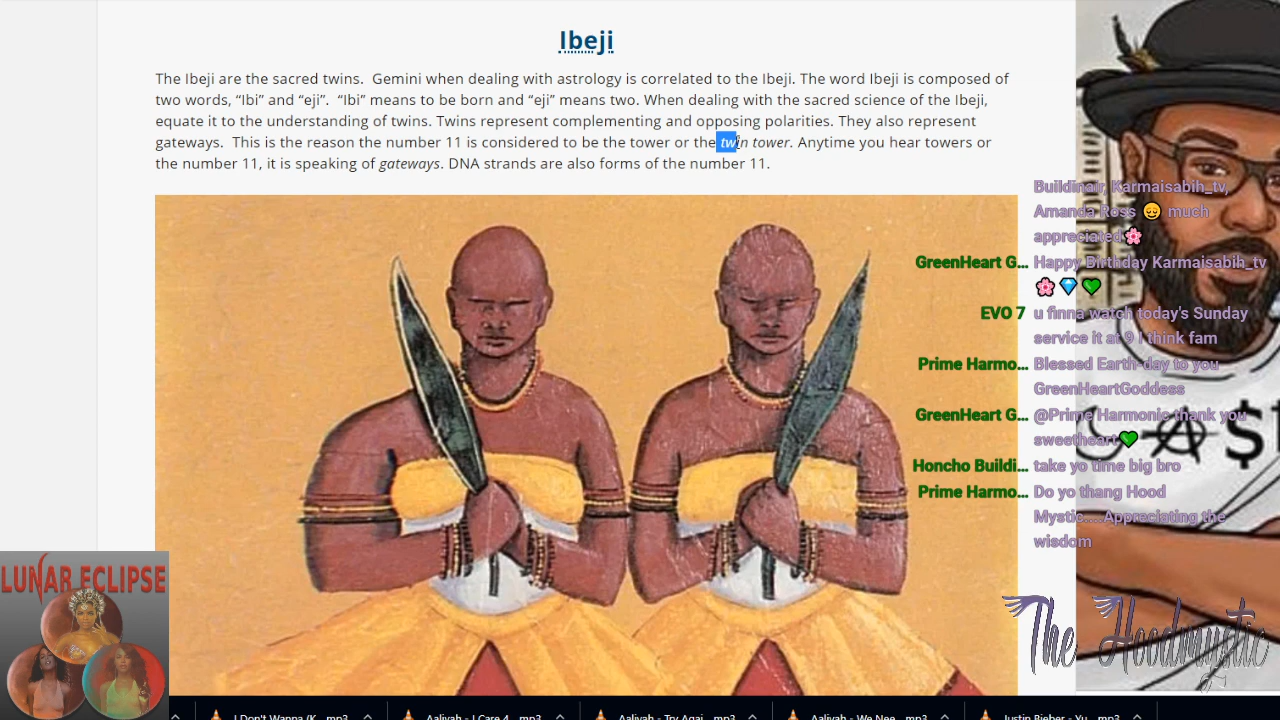 Ibeji
The Ibeji are the sacred twins.  Gemini when dealing with astrology is correlated to the Ibeji. The word Ibeji is composed of
two words, “Ibi” and “eji”.  “Ibi” means to be born and “eji” means two. When dealing with the sacred science of the Ibeji,
equate it to the understanding of twins. Twins represent complementing and opposing polarities. They also represent
gateways.  This is the reason the number 11 is considered to be the tower or the twin tower. Anytime you hear towers or
the number 11, it is speaking of gateways. DNA strands are also forms of the number 11.
Buildinair, Karmaisabih_tv,
Amanda Ross 😌 much
appreciated🌸
GreenHeart G... Happy Birthday Karmaisabih_tv
🌸💎💚
EVO 7 u finna watch today's Sunday
service it at 9 I think fam
Prime Harmo... Blessed Earth-day to you
GreenHeartGoddess
GreenHeart G... @Prime Harmonic thank you
sweetheart💚
Honcho Buildi... take yo time big bro
Prime Harmo... Do yo thang Hood
Mystic....Appreciating the
wisdom
A$
LUNAR ECLIPSE
The Hoodmystic
I Don't Wanna (K....mp3
Aaliyah - I Care 4....mp3
Aaliyah - Try Agai....mp3
Aaliyah - We Nee....mp3
Justin Bieber - Yu....mp3